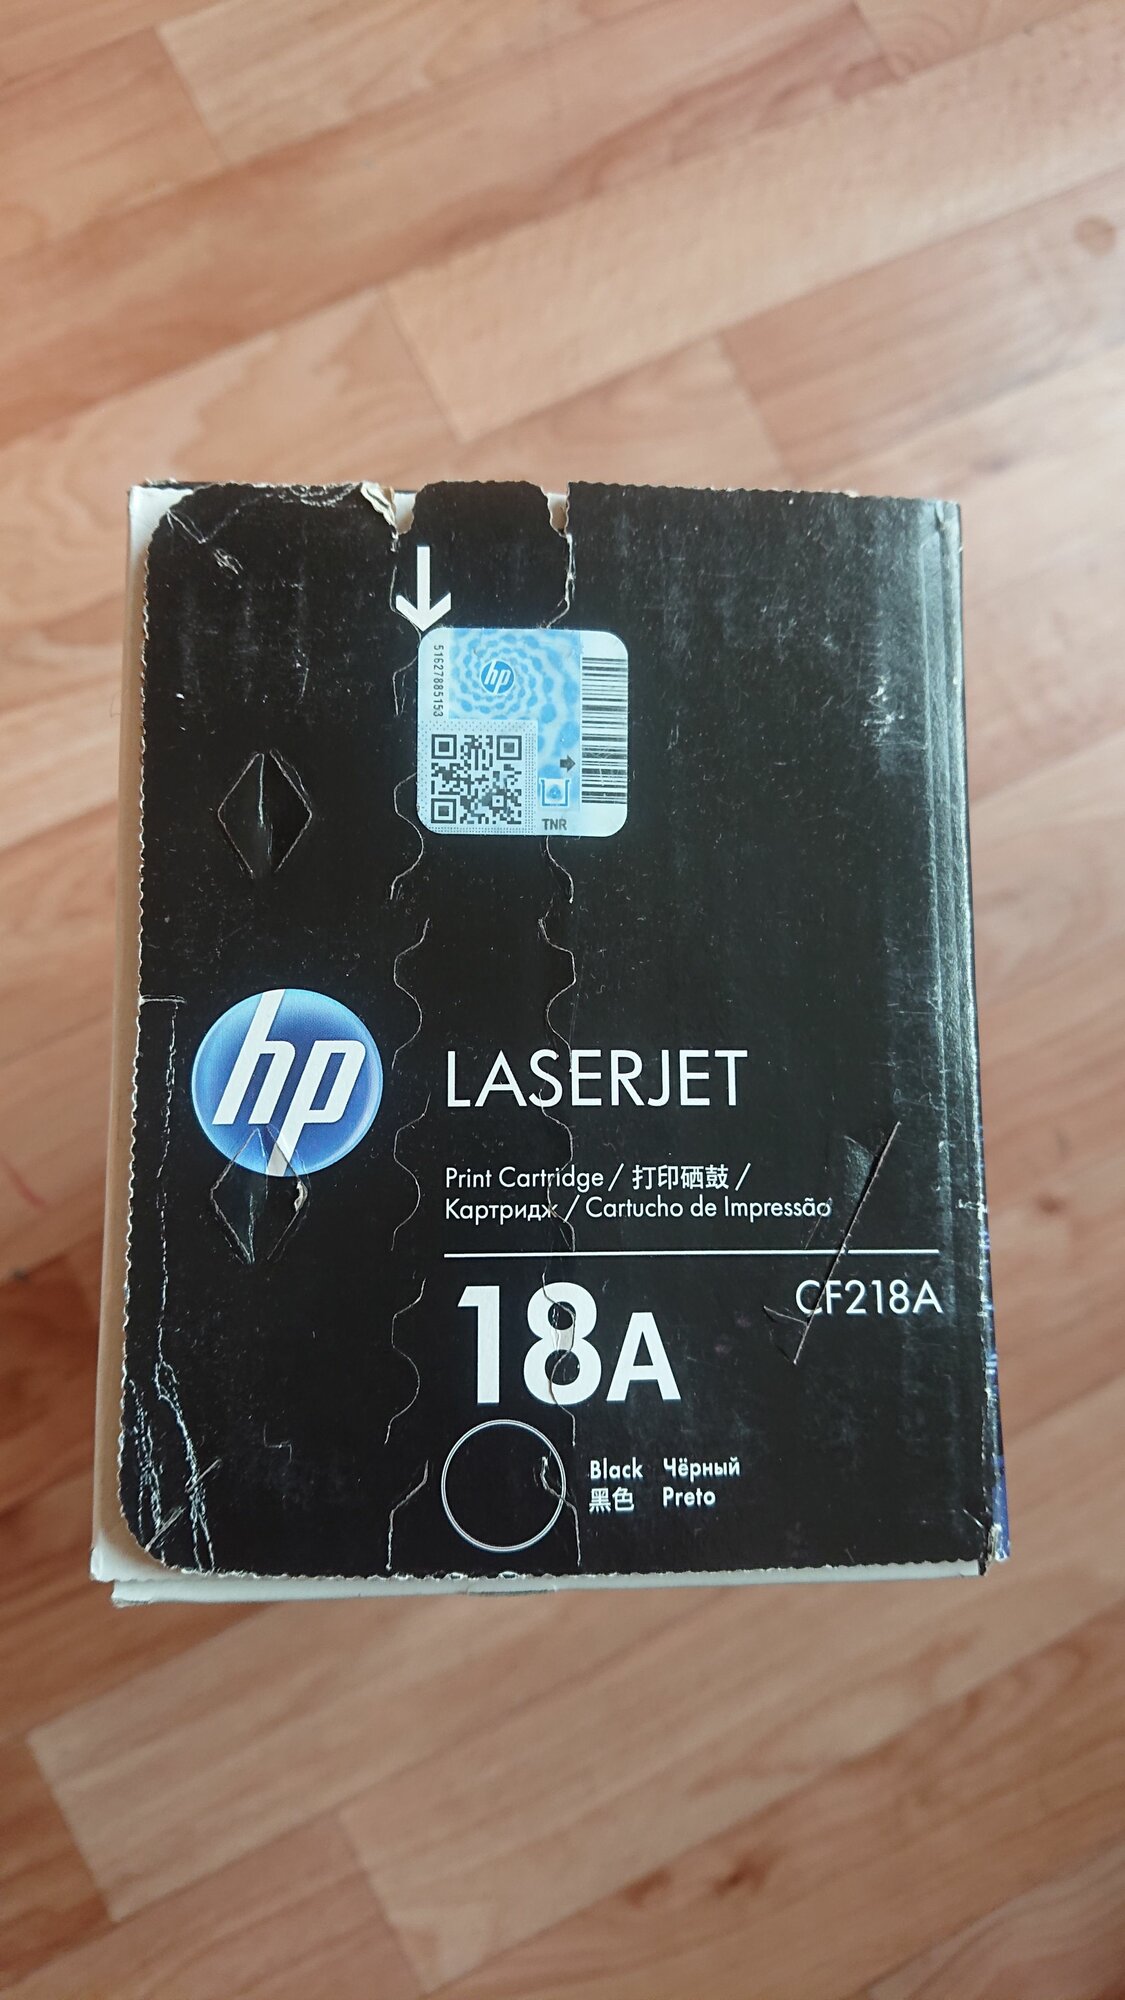 51627885153
hp
TNR
hp
LASERJET
Print Cartridge / 打印硒鼓 /
Картридж / Cartucho de Impressão
18A
CF218A
Black Чёрный
黑色 Preto